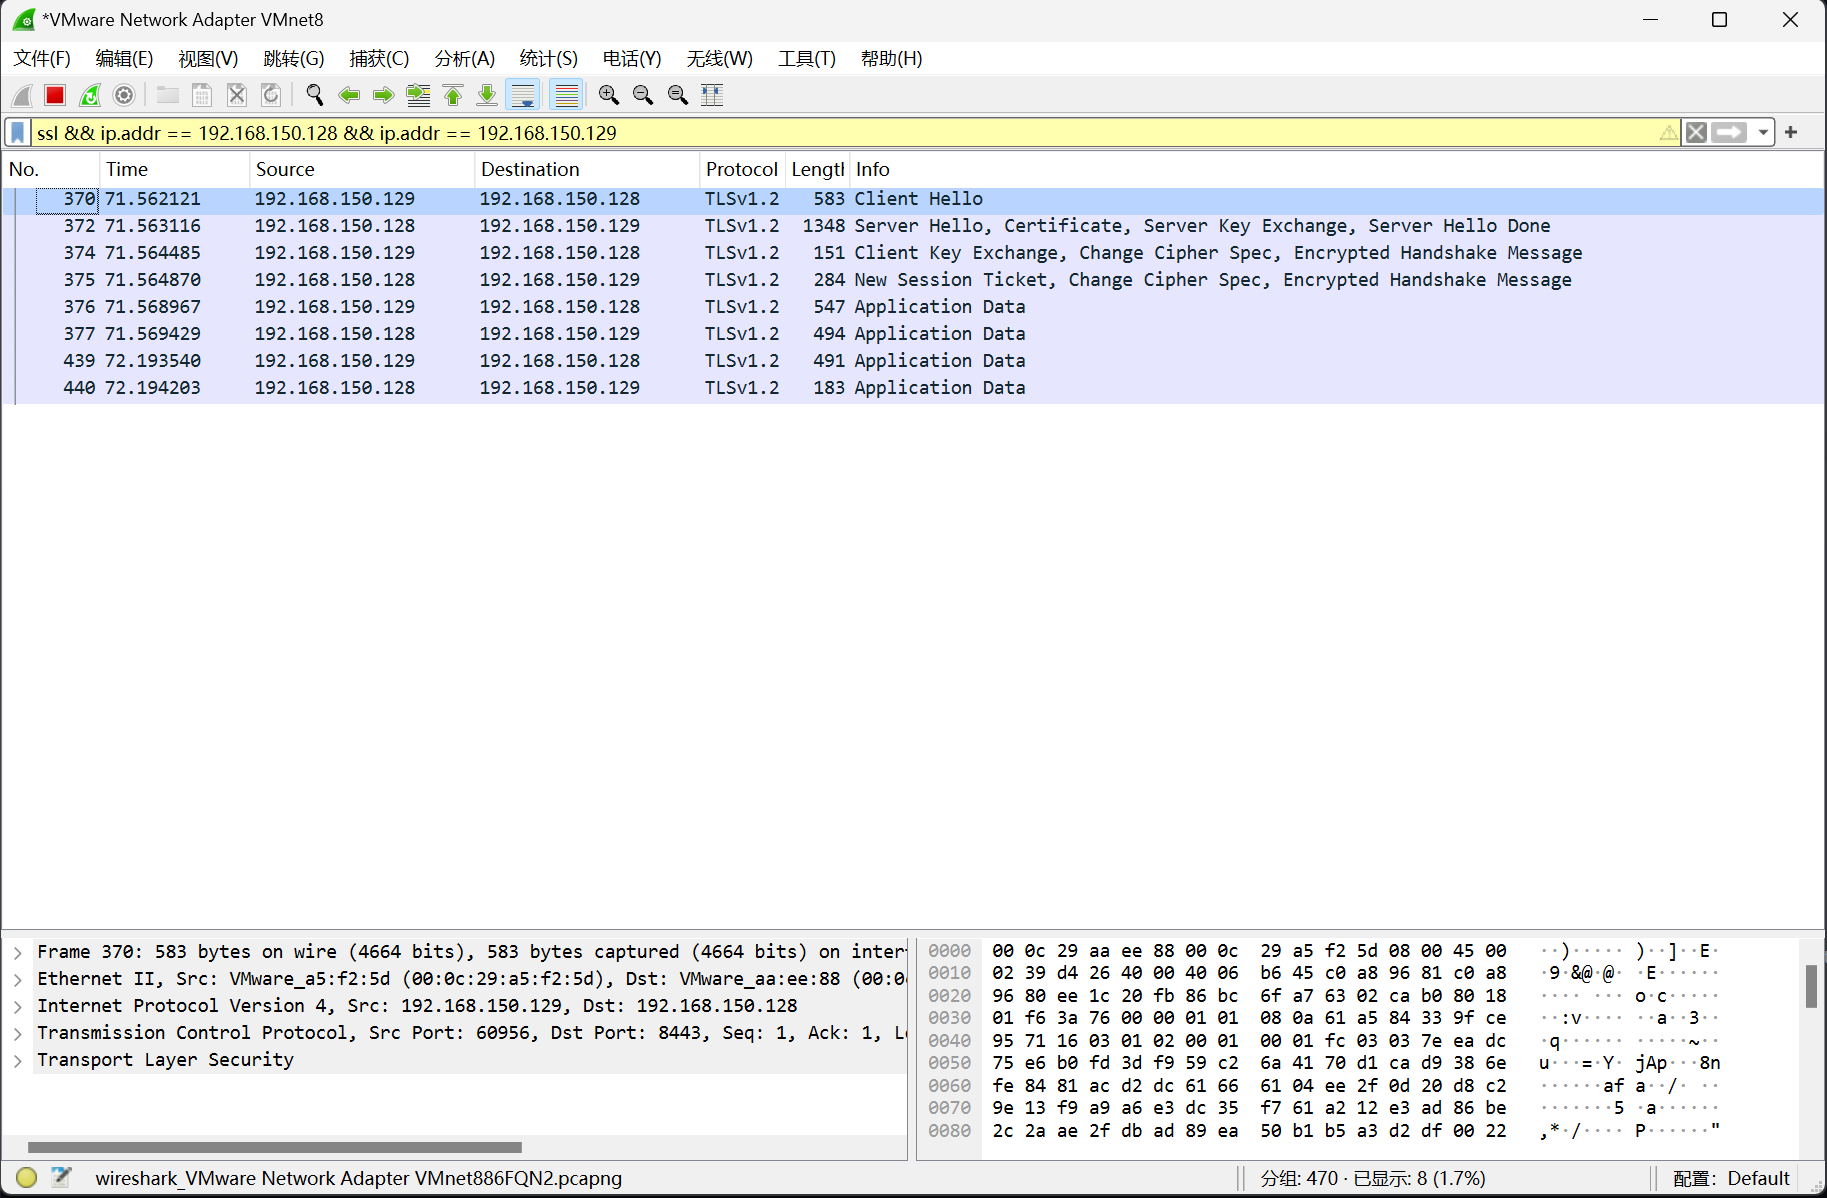 *VMware Network Adapter VMnet8
文件(F) 编辑(E) 视图(V) 跳转(G) 捕获(C) 分析(A) 统计(S) 电话(Y) 无线(W) 工具(T) 帮助(H)
ssl && ip.addr == 192.168.150.128 && ip.addr == 192.168.150.129
No. Time Source Destination Protocol Length Info
370 71.562121 192.168.150.129 192.168.150.128 TLSv1.2 583 Client Hello
372 71.563116 192.168.150.128 192.168.150.129 TLSv1.2 1348 Server Hello, Certificate, Server Key Exchange, Server Hello Done
374 71.564485 192.168.150.129 192.168.150.128 TLSv1.2 151 Client Key Exchange, Change Cipher Spec, Encrypted Handshake Message
375 71.564870 192.168.150.128 192.168.150.129 TLSv1.2 284 New Session Ticket, Change Cipher Spec, Encrypted Handshake Message
376 71.568967 192.168.150.129 192.168.150.128 TLSv1.2 547 Application Data
377 71.569429 192.168.150.128 192.168.150.129 TLSv1.2 494 Application Data
439 72.193540 192.168.150.129 192.168.150.128 TLSv1.2 491 Application Data
440 72.194203 192.168.150.128 192.168.150.129 TLSv1.2 183 Application Data
Frame 370: 583 bytes on wire (4664 bits), 583 bytes captured (4664 bits) on inter
Ethernet II, Src: VMware_a5:f2:5d (00:0c:29:a5:f2:5d), Dst: VMware_aa:ee:88 (00:0
Internet Protocol Version 4, Src: 192.168.150.129, Dst: 192.168.150.128
Transmission Control Protocol, Src Port: 60956, Dst Port: 8443, Seq: 1, Ack: 1, L
Transport Layer Security
0000 00 0c 29 aa ee 88 00 0c 29 a5 f2 5d 08 00 45 00 ··)····· )··]··E·
0010 02 39 d4 26 40 00 40 06 b6 45 c0 a8 96 81 c0 a8 ·9·&@·@· ·E······
0020 96 80 ee 1c 20 fb 86 bc 6f a7 63 02 ca b0 80 18 ···· ··· o·c·····
0030 01 f6 3a 76 00 00 01 01 08 0a 61 a5 84 33 9f ce ··:v···· ··a··3··
0040 95 71 16 03 01 02 00 01 00 01 fc 03 03 7e ea dc ·q······ ·····~··
0050 75 e6 b0 fd 3d f9 59 c2 6a 41 70 d1 ca d9 38 6e u···=·Y· jAp···8n
0060 fe 84 81 ac d2 dc 61 66 61 04 ee 2f 0d 20 d8 c2 ······af a··/· ··
0070 9e 13 f9 a9 a6 e3 dc 35 f7 61 a2 12 e3 ad 86 be ·······5 ·a······
0080 2c 2a ae 2f db ad 89 ea 50 b1 b5 a3 d2 df 00 22 ,*·/···· P······"
wireshark_VMware Network Adapter VMnet886FQN2.pcapng 分组: 470 · 已显示: 8 (1.7%) 配置: Default